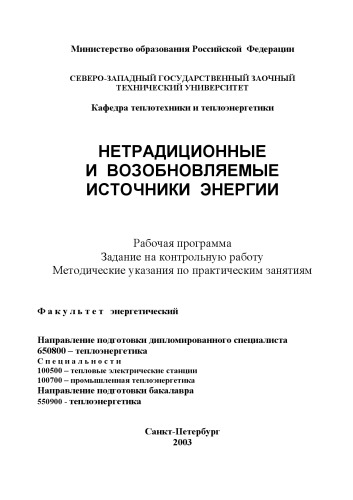 Министерство образования Российской Федерации
СЕВЕРО-ЗАПАДНЫЙ ГОСУДАРСТВЕННЫЙ ЗАОЧНЫЙ
ТЕХНИЧЕСКИЙ УНИВЕРСИТЕТ
Кафедра теплотехники и теплоэнергетики
НЕТРАДИЦИОННЫЕ
И ВОЗОБНОВЛЯЕМЫЕ
ИСТОЧНИКИ ЭНЕРГИИ
Рабочая программа
Задание на контрольную работу
Методические указания по практическим занятиям
Ф а к у л ь т е т энергетический
Направление подготовки дипломированного специалиста
650800 – теплоэнергетика
С п е ц и а л ь н о с т и
100500 – тепловые электрические станции
100700 – промышленная теплоэнергетика
Направление подготовки бакалавра
550900 - теплоэнергетика
Санкт-Петербург
2003